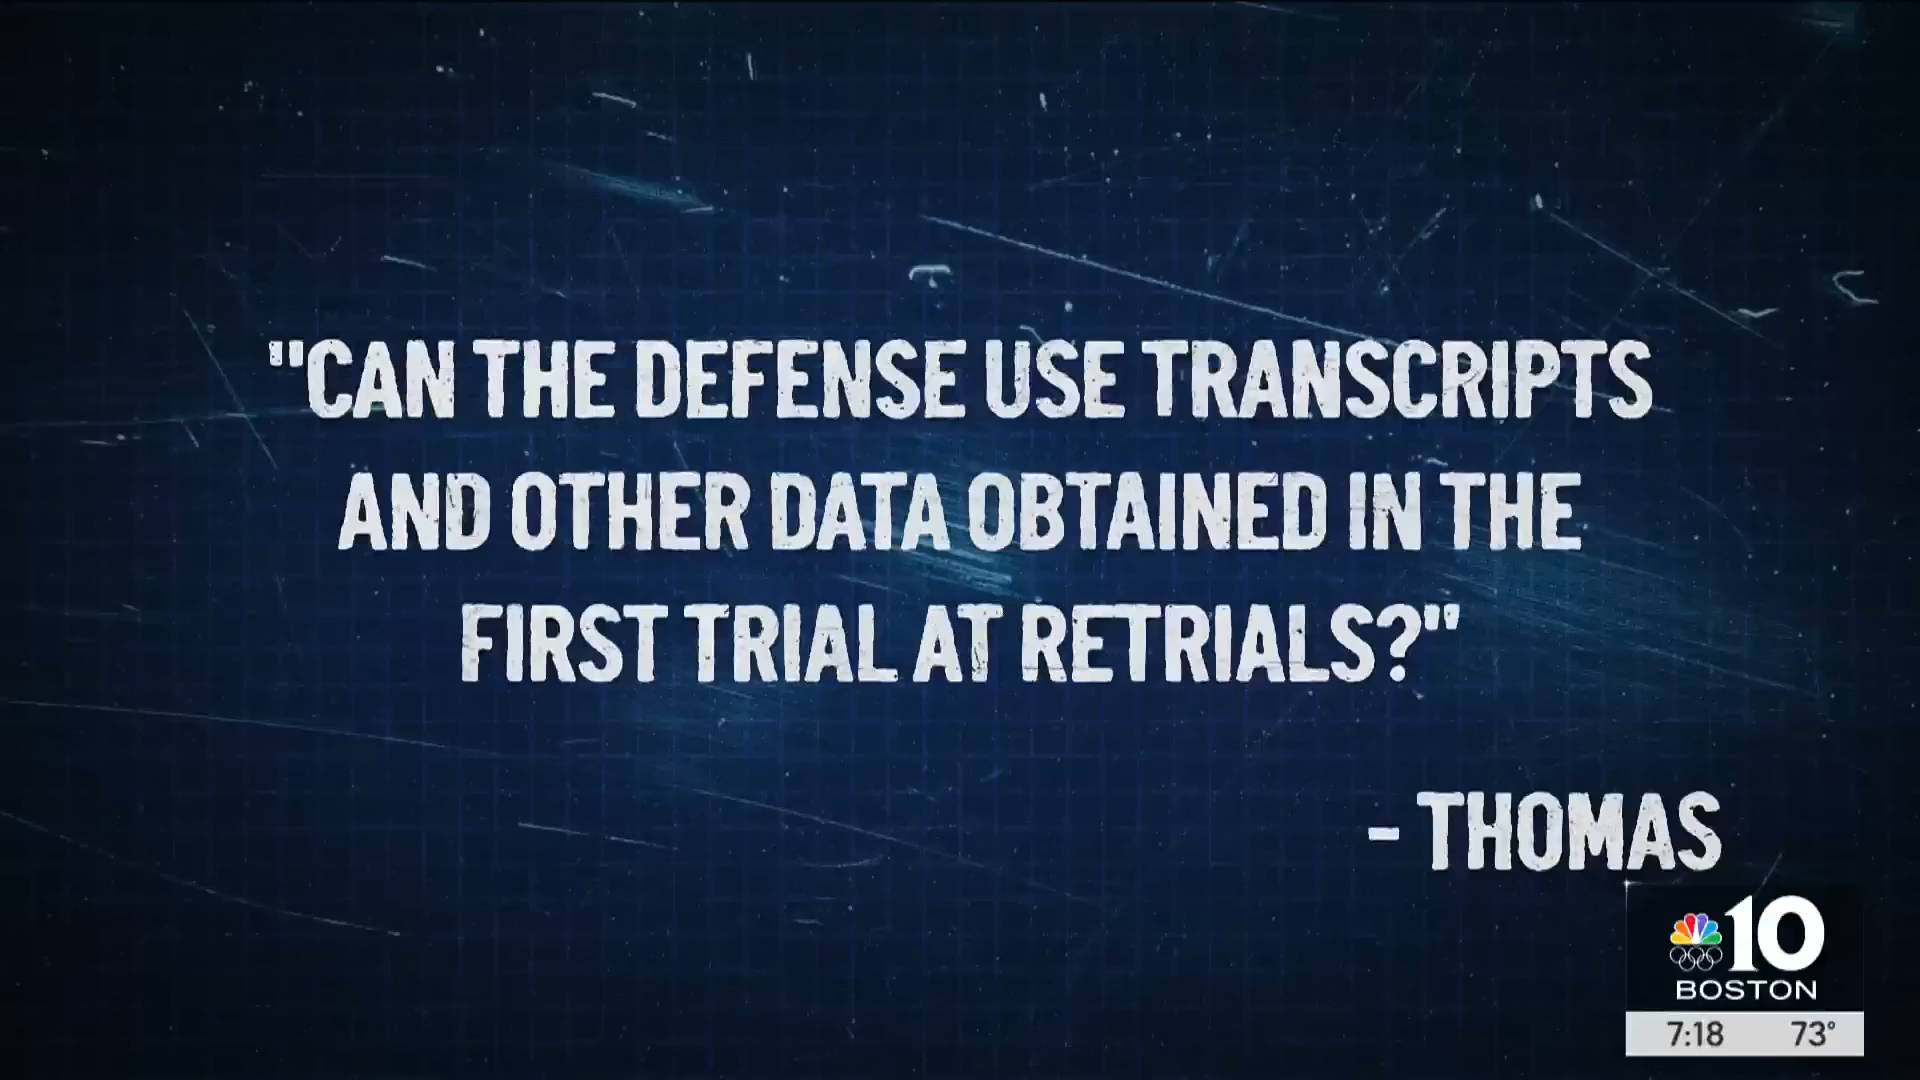 "CAN THE DEFENSE USE TRANSCRIPTS
AND OTHER DATA OBTAINED IN THE
FIRST TRIAL AT RETRIALS?"
- THOMAS
10
BOSTON
7:18 73°